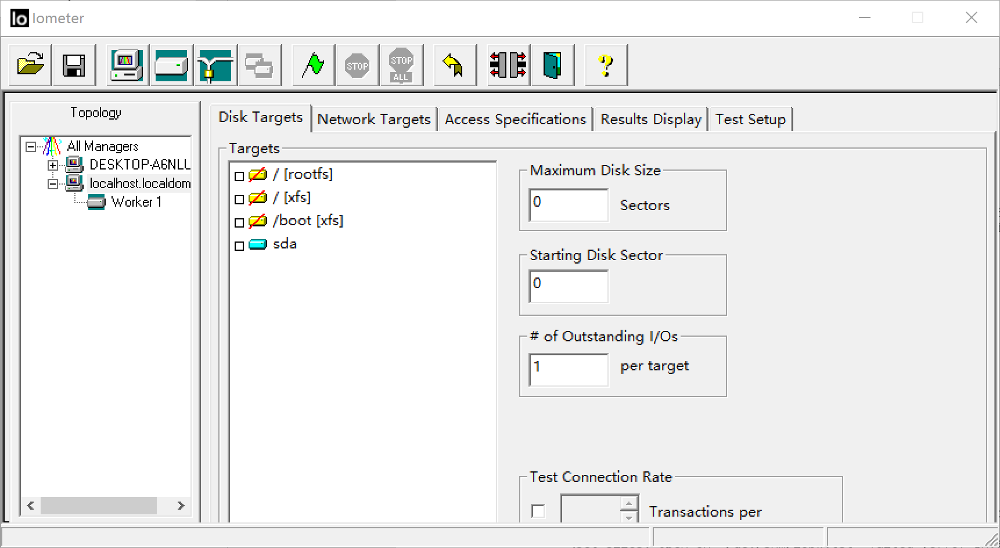 Iometer
STOP
STOP
ALL
Topology
All Managers
DESKTOP-A6NLL
localhost.localdom
Worker 1
Disk Targets
Network Targets
Access Specifications
Results Display
Test Setup
Targets
/ [rootfs]
/ [xfs]
/boot [xfs]
sda
Maximum Disk Size
0
Sectors
Starting Disk Sector
0
# of Outstanding I/Os
1
per target
Test Connection Rate
Transactions per